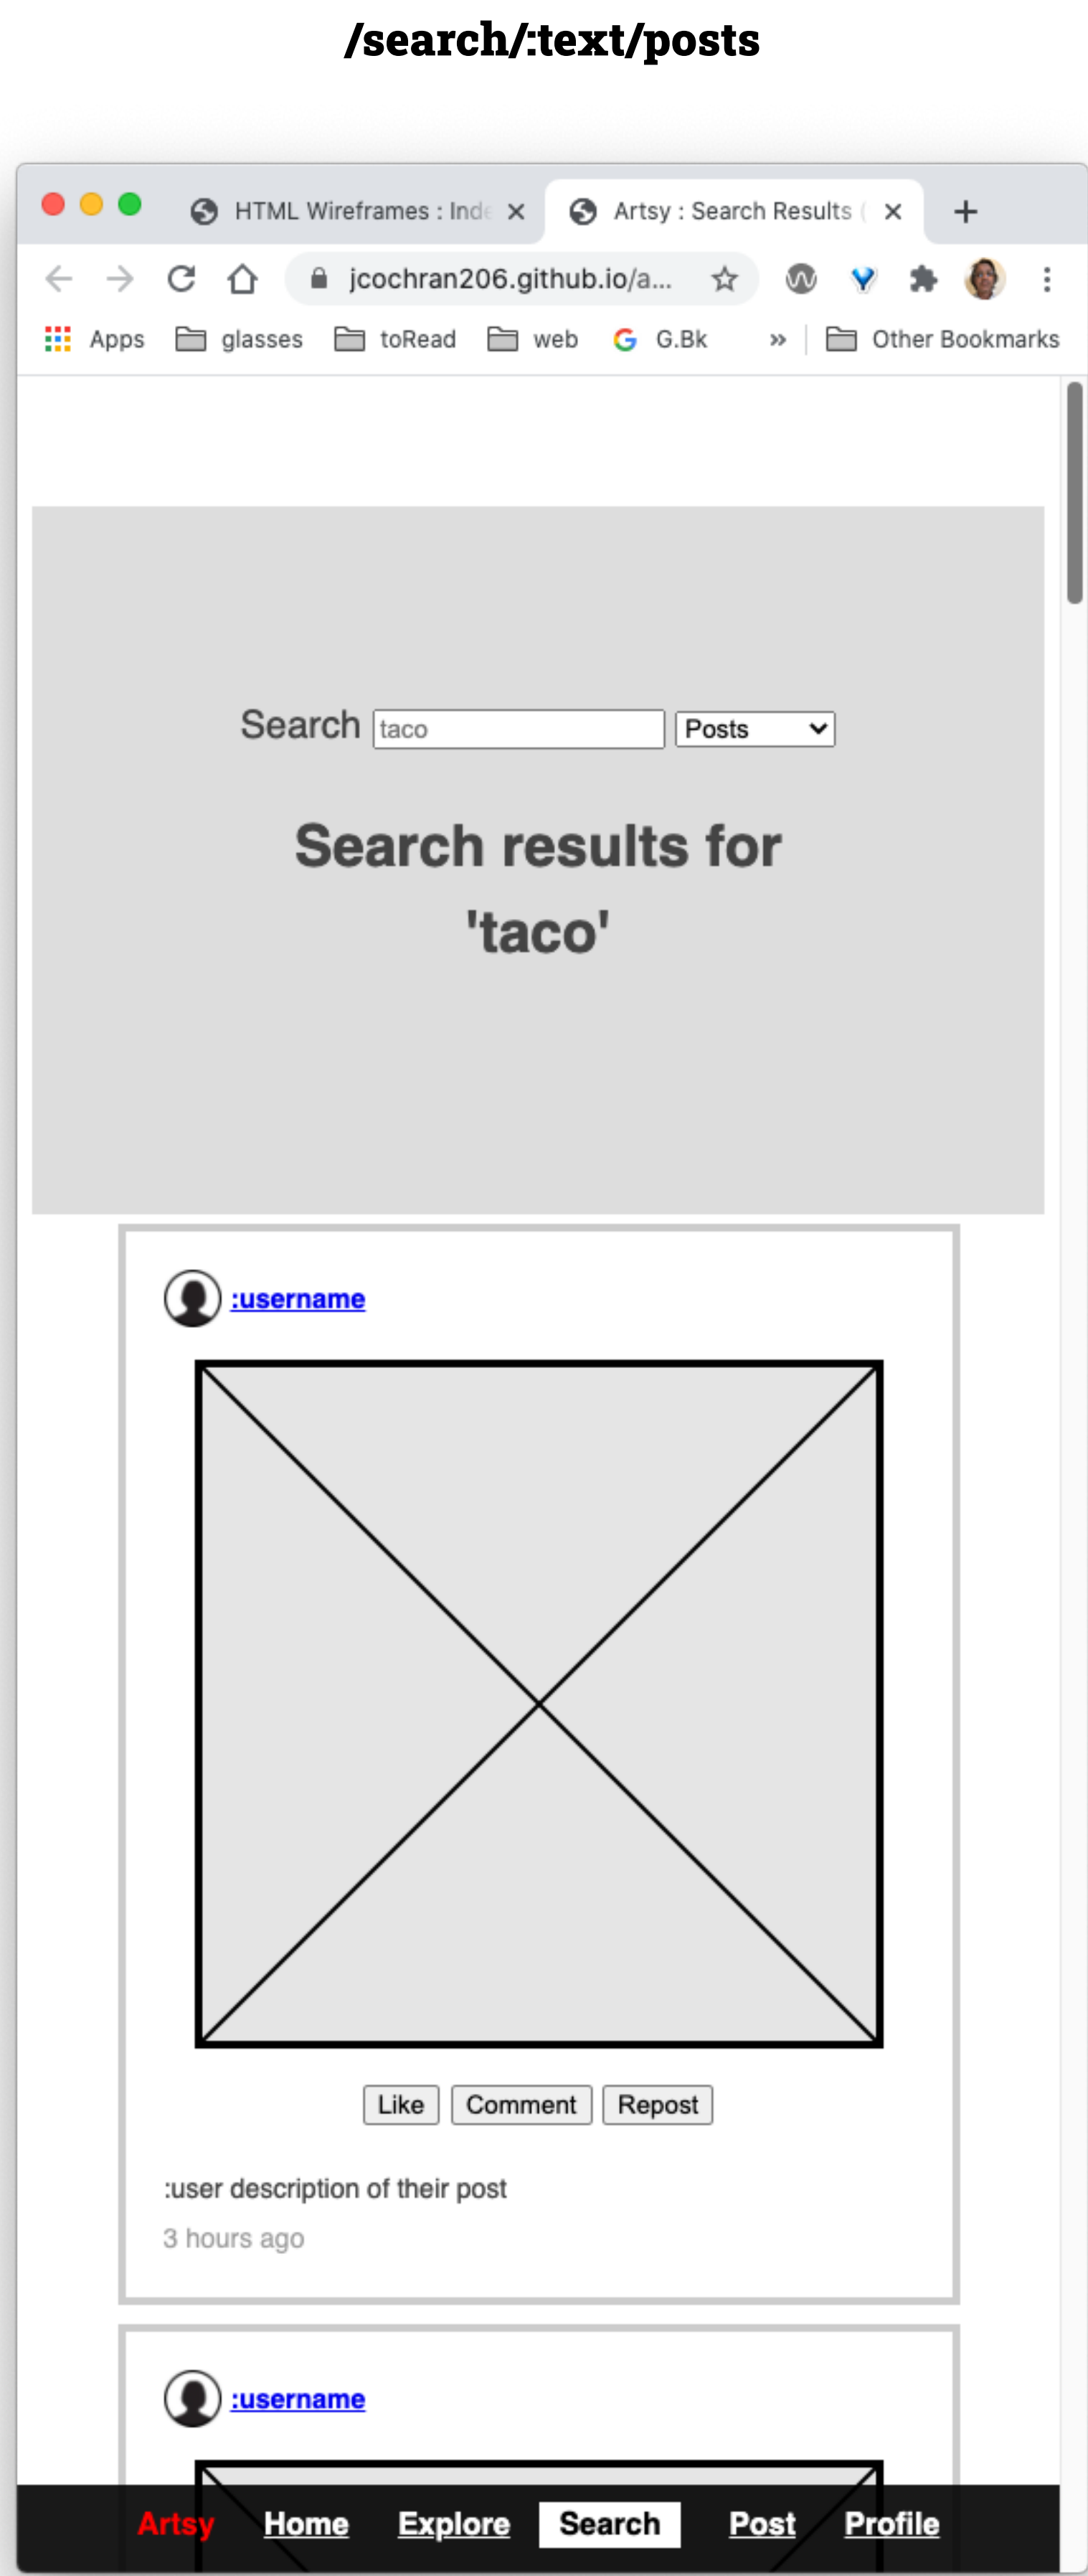 /search/:text/posts
HTML Wireframes : Inde
Artsy : Search Results (
jcochran206.github.io/a...
Apps glasses toRead web G.Bk » Other Bookmarks
Search taco Posts
Search results for
'taco'
:username
Like Comment Repost
:user description of their post
3 hours ago
:username
Artsy Home Explore Search Post Profile